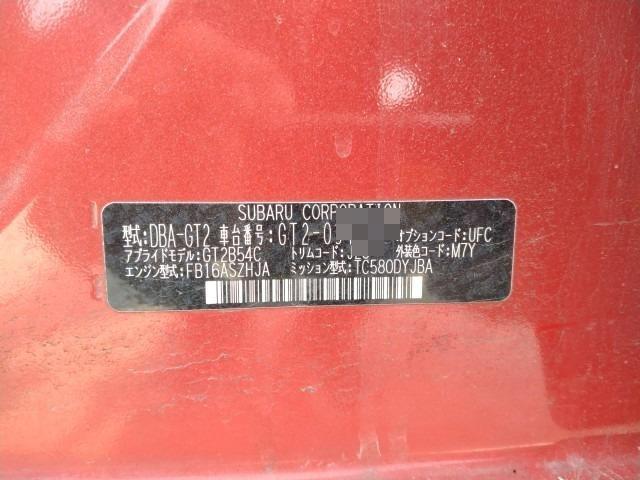 SUBARU CORPORATION
型式:DBA-GT2 車台番号:GT2-0 オプションコード:UFC
アプライドモデル:GT2B54C トリムコード: 外装色コード:M7Y
エンジン型式:FB16ASZHJA ミッション型式:TC580DYJBA